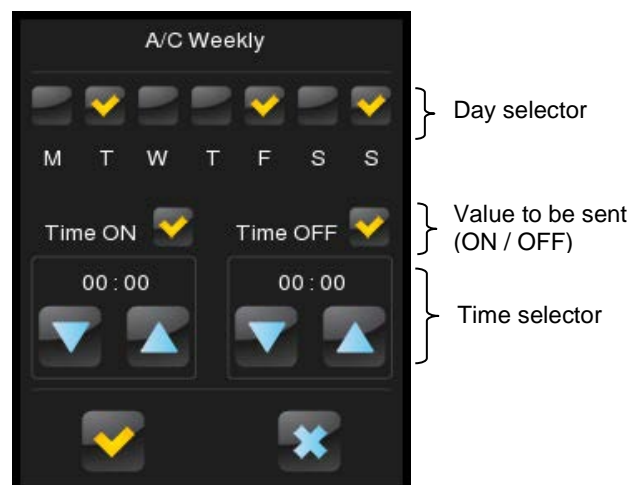 A/C Weekly
Day selector
M T W T F S S
Time ON Time OFF
Value to be sent
(ON / OFF)
00:00 00:00
Time selector